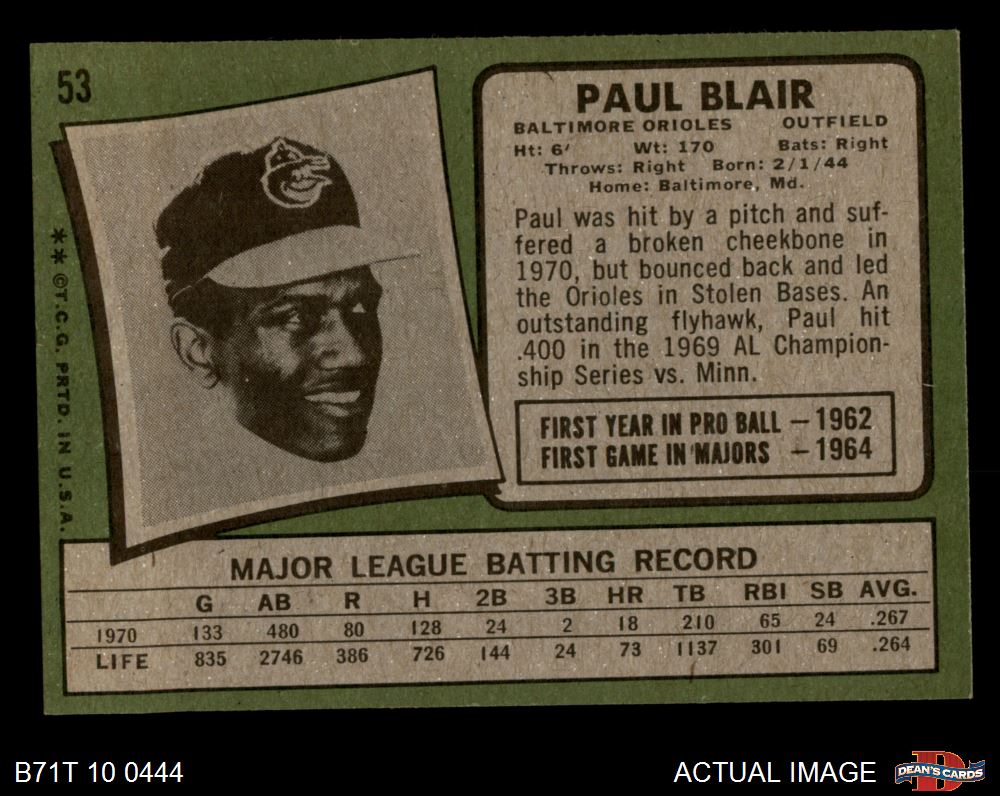 53
** ©T.C.G. PRTD. IN U.S.A.
PAUL BLAIR
BALTIMORE ORIOLES OUTFIELD
Ht: 6' Wt: 170 Bats: Right
Throws: Right Born: 2/1/44
Home: Baltimore, Md.
Paul was hit by a pitch and suf-
fered a broken cheekbone in
1970, but bounced back and led
the Orioles in Stolen Bases. An
outstanding flyhawk, Paul hit
.400 in the 1969 AL Champion-
ship Series vs. Minn.
FIRST YEAR IN PRO BALL — 1962
FIRST GAME IN MAJORS — 1964
MAJOR LEAGUE BATTING RECORD
G AB R H 2B 3B HR TB RBI SB AVG.
1970 133 480 80 128 24 2 18 210 65 24 .267
LIFE 835 2746 386 726 144 24 73 1137 301 69 .264
B71T 10 0444
ACTUAL IMAGE
DEAN'S CARDS